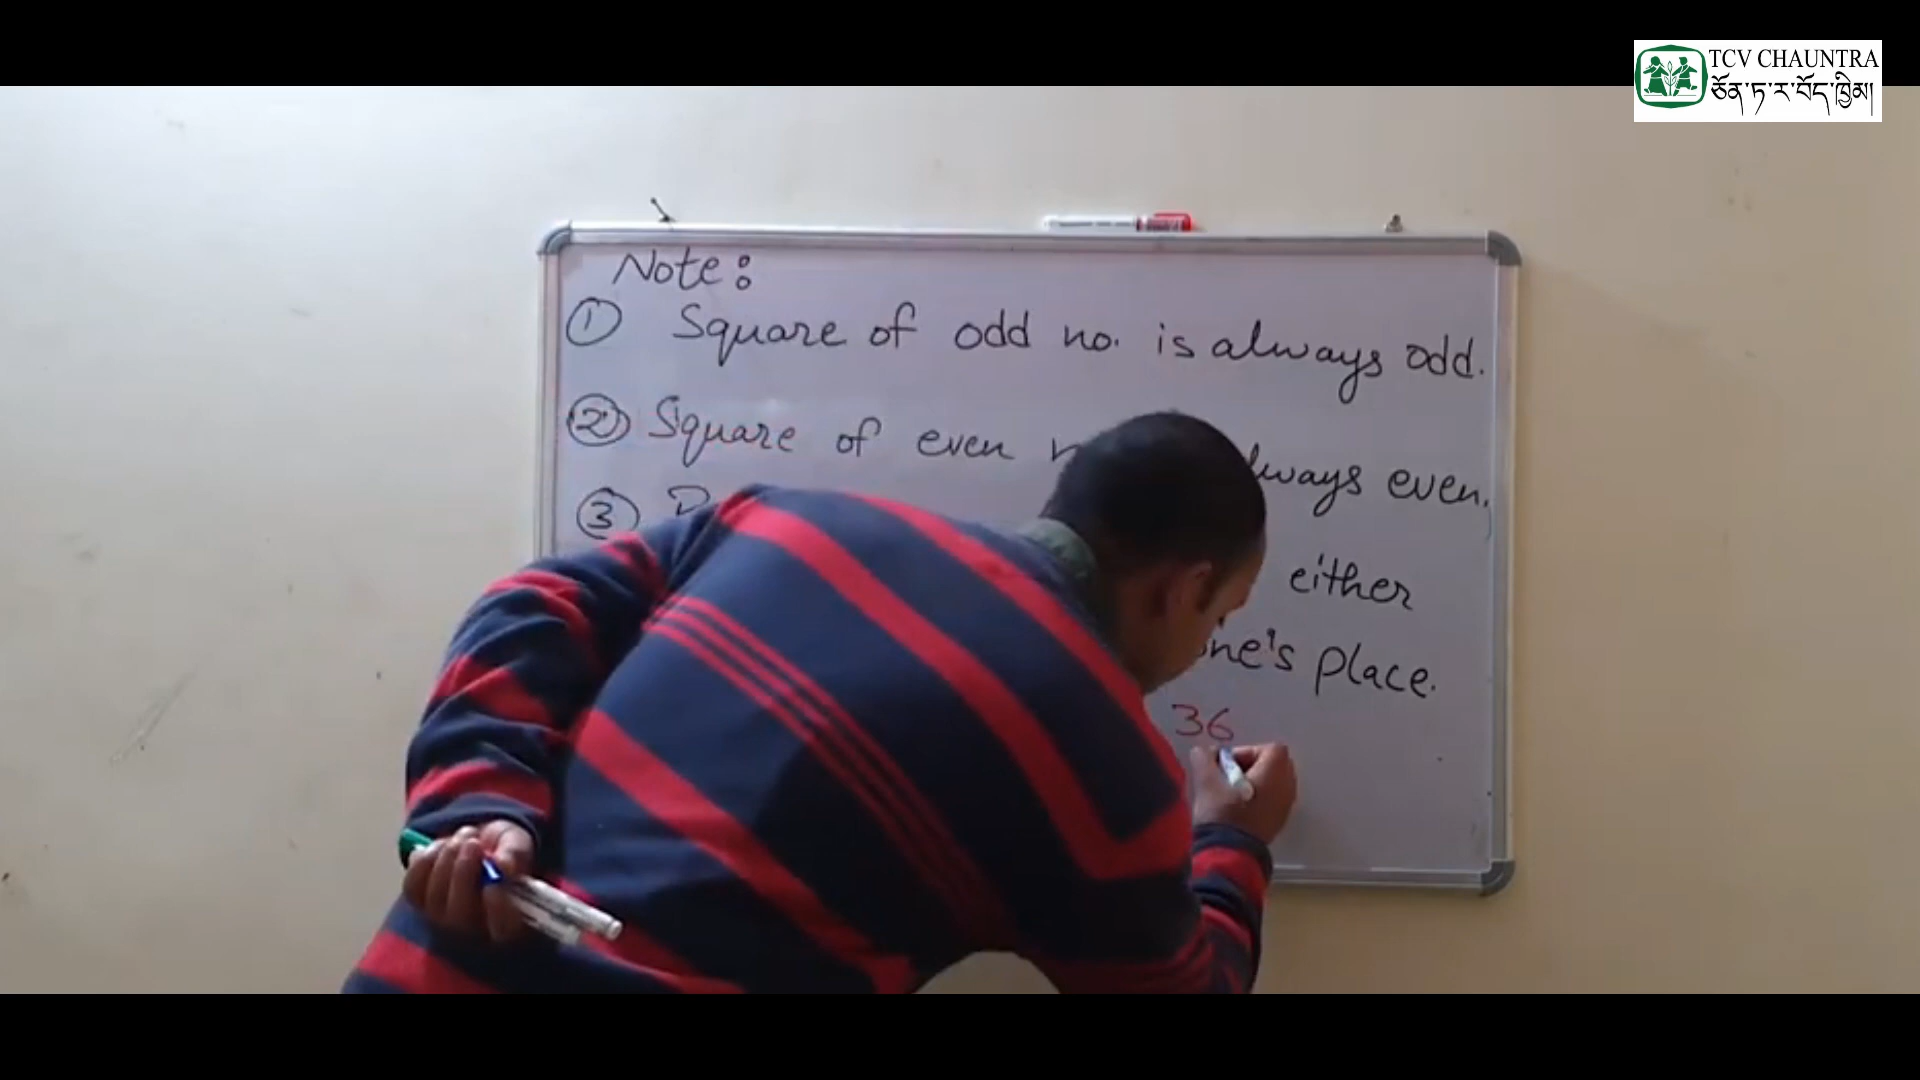 TCV CHAUNTRA
ཅོན་ཏ་ར་བོད་ཁྱིམ།
Note:
① Square of odd no. is always odd.
② Square of even always even.
③
either
one's place.
36